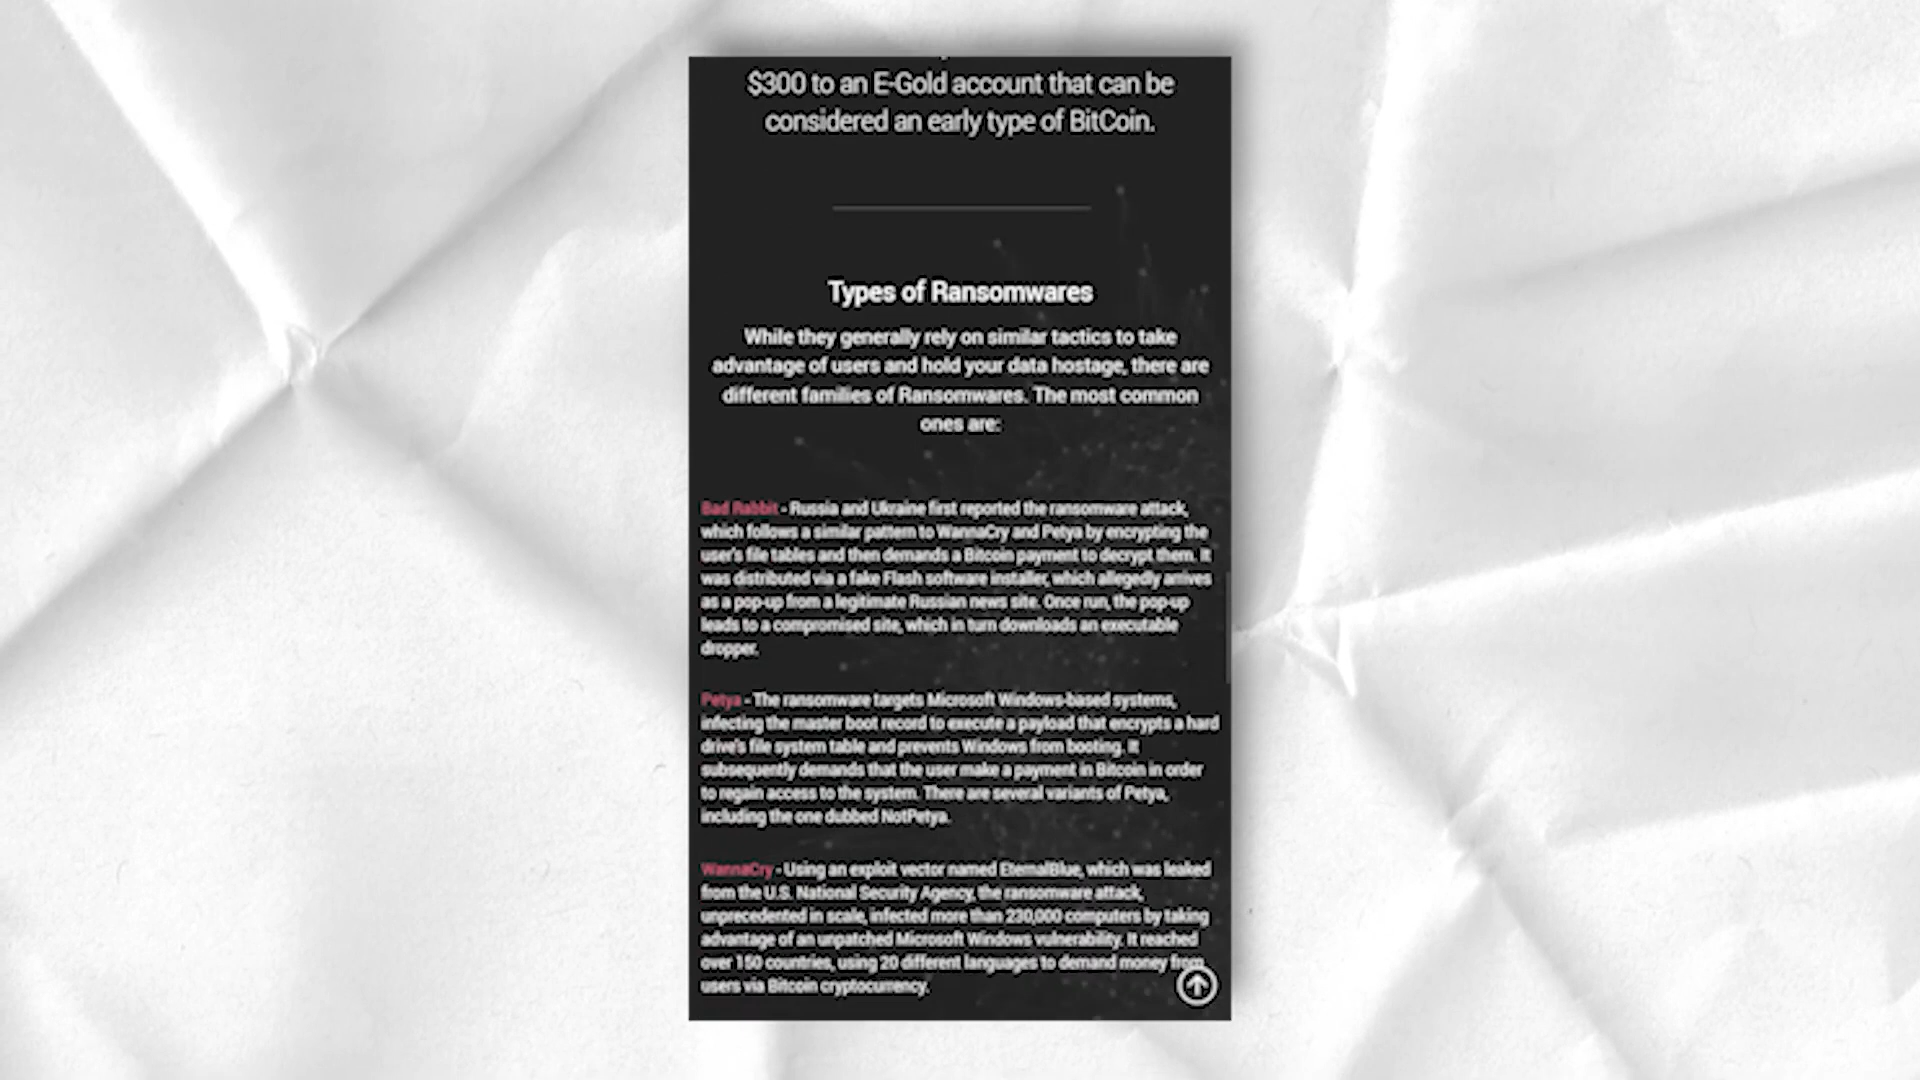 $300 to an E-Gold account that can be
considered an early type of BitCoin.
Types of Ransomwares
While they generally rely on similar tactics to take
advantage of users and hold your data hostage, there are
different families of Ransomwares. The most common
ones are:
Bad Rabbit - Russia and Ukraine first reported the ransomware attack,
which follows a similar pattern to WannaCry and Petya by encrypting the
user's file tables and then demands a Bitcoin payment to decrypt them. It
was distributed via a fake Flash software installer, which allegedly arrives
as a pop-up from a legitimate Russian news site. Once run, the pop-up
leads to a compromised site, which in turn downloads an executable
dropper.
Petya - The ransomware targets Microsoft Windows-based systems,
infecting the master boot record to execute a payload that encrypts a hard
drive's file system table and prevents Windows from booting. It
subsequently demands that the user make a payment in Bitcoin in order
to regain access to the system. There are several variants of Petya,
including the one dubbed NotPetya.
WannaCry - Using an exploit vector named EternalBlue, which was leaked
from the U.S. National Security Agency, the ransomware attack,
unprecedented in scale, infected more than 230,000 computers by taking
advantage of an unpatched Microsoft Windows vulnerability. It reached
over 150 countries, using 20 different languages to demand money from
users via Bitcoin cryptocurrency.